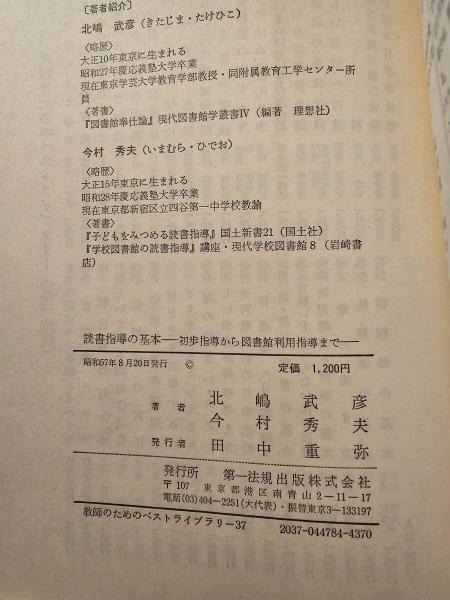 ［著者紹介］
北嶋　武彦（きたじま・たけひこ）
〈略歴〉
大正10年東京に生まれる
昭和27年慶応義塾大学卒業
現在東京学芸大学教育学部教授・同附属教育工学センター所
員
〈著書〉
『図書館奉仕論』現代図書館学叢書Ⅳ（編著　理想社）
今村　秀夫（いまむら・ひでお）
〈略歴〉
大正15年東京に生まれる
昭和28年慶応義塾大学卒業
現在東京都新宿区立四谷第一中学校教諭
〈著書〉
『子どもをみつめる読書指導』国土新書21（国土社）
『学校図書館の読書指導』講座・現代学校図書館８（岩崎書
店）
読書指導の基本―初歩指導から図書館利用指導まで―
昭和57年８月20日発行　©　定価　1,200円
著者　北嶋武彦
今村秀夫
発行者　田中重弥
発行所　第一法規出版株式会社
〒107　東京都港区南青山２-11-17
電話(03)404-2251(大代表)・振替東京3-133197
教師のためのベストライブラリー37　2037-044784-4370